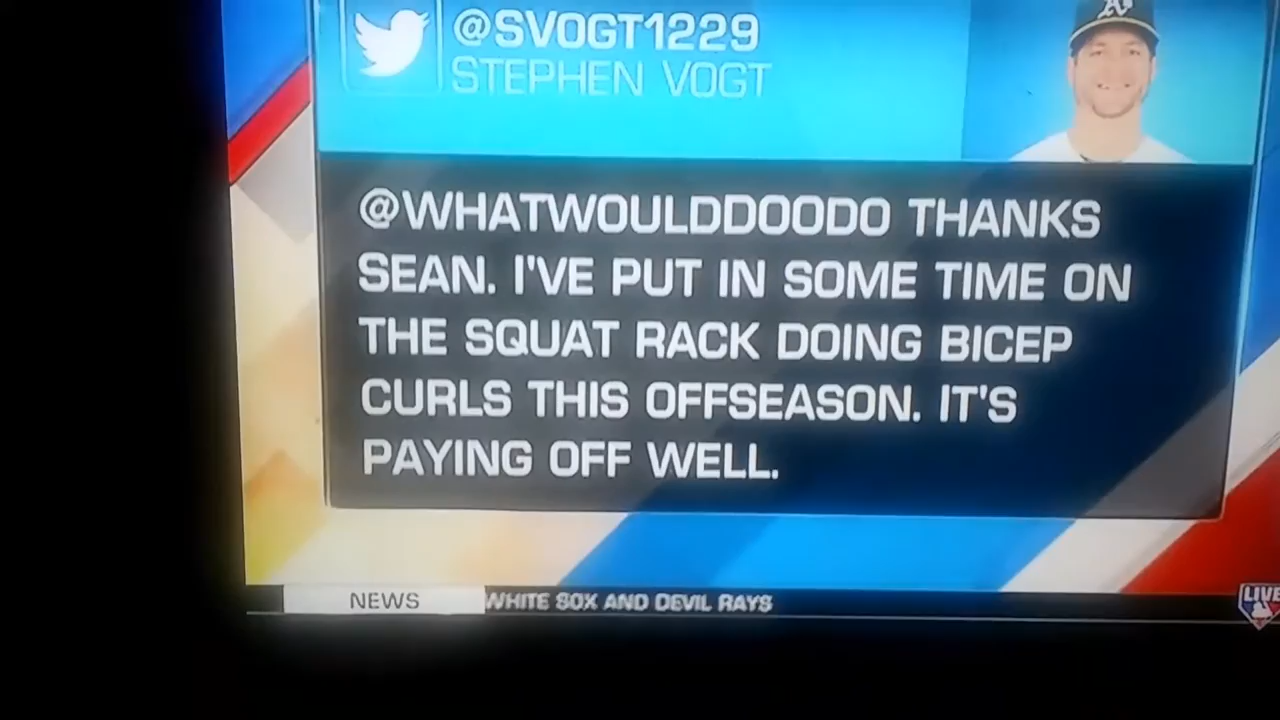 @SVOGT1229
STEPHEN VOGT
A's
@WHATWOULDDOODO THANKS
SEAN. I'VE PUT IN SOME TIME ON
THE SQUAT RACK DOING BICEP
CURLS THIS OFFSEASON. IT'S
PAYING OFF WELL.
NEWS WHITE SOX AND DEVIL RAYS
LIVE